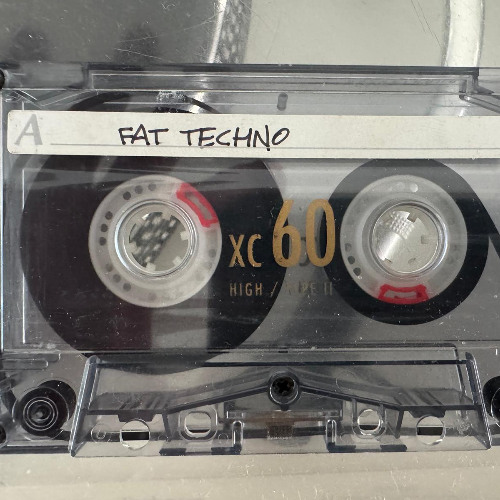 A FAT TECHNO
XC 60
HIGH / TYPE II